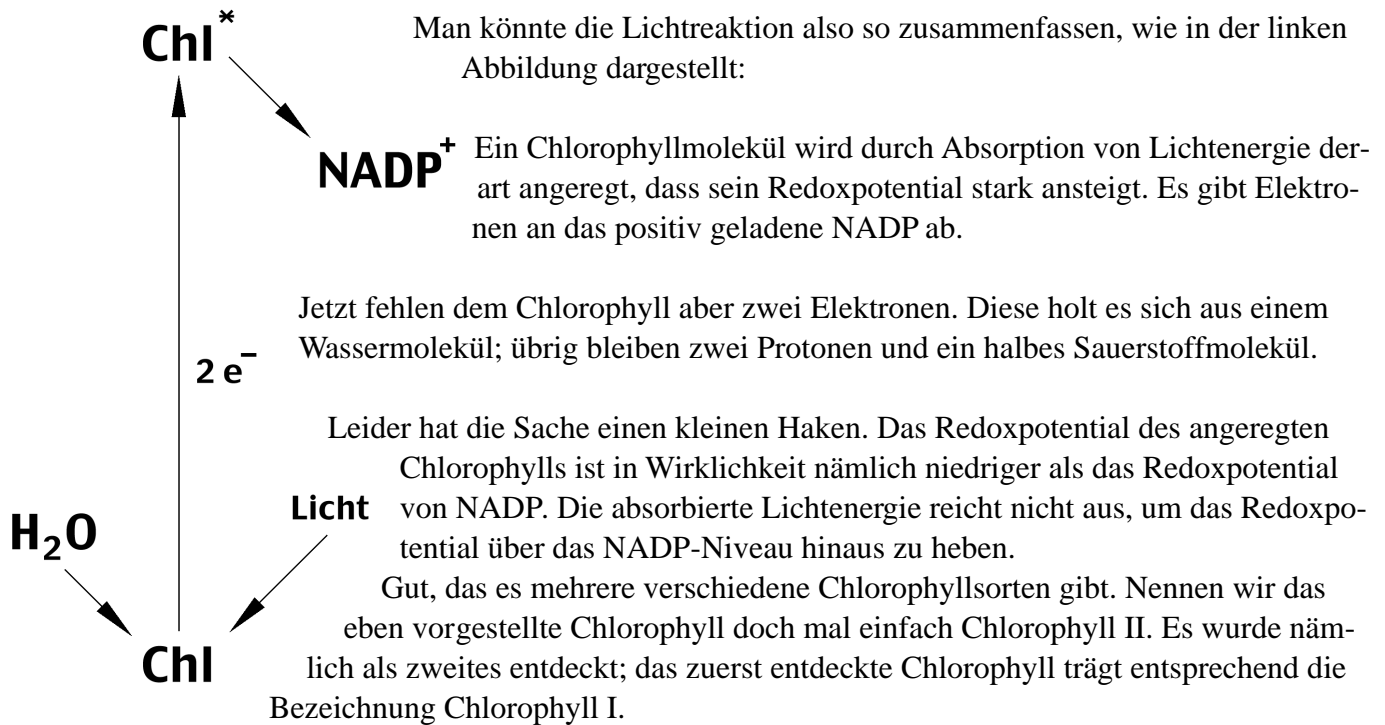 Chl*
Man könnte die Lichtreaktion also so zusammenfassen, wie in der linken
Abbildung dargestellt:
NADP⁺
Ein Chlorophyllmolekül wird durch Absorption von Lichtenergie der-
art angeregt, dass sein Redoxpotential stark ansteigt. Es gibt Elektro-
nen an das positiv geladene NADP ab.
Jetzt fehlen dem Chlorophyll aber zwei Elektronen. Diese holt es sich aus einem
Wassermolekül; übrig bleiben zwei Protonen und ein halbes Sauerstoffmolekül.
2 e⁻
Leider hat die Sache einen kleinen Haken. Das Redoxpotential des angeregten
Chlorophylls ist in Wirklichkeit nämlich niedriger als das Redoxpotential
von NADP. Die absorbierte Lichtenergie reicht nicht aus, um das Redoxpo-
tential über das NADP-Niveau hinaus zu heben.
Licht
H₂O
Gut, das es mehrere verschiedene Chlorophyllsorten gibt. Nennen wir das
eben vorgestellte Chlorophyll doch mal einfach Chlorophyll II. Es wurde näm-
lich als zweites entdeckt; das zuerst entdeckte Chlorophyll trägt entsprechend die
Bezeichnung Chlorophyll I.
Chl